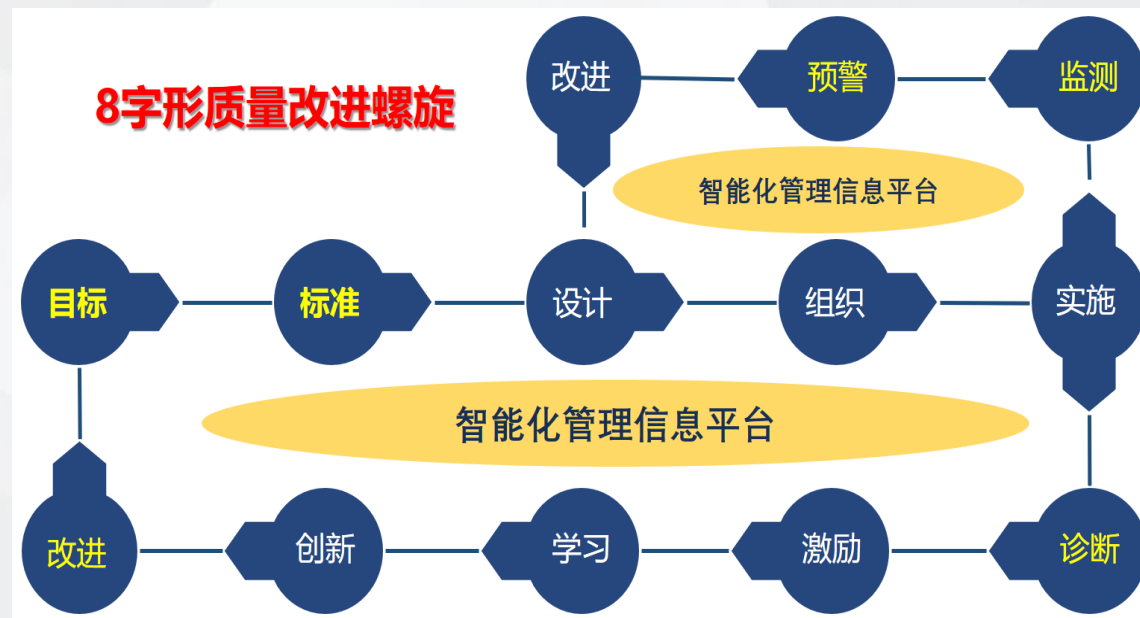 改进
预警
监测
8字形质量改进螺旋
智能化管理信息平台
目标
标准
设计
组织
实施
智能化管理信息平台
改进
创新
学习
激励
诊断